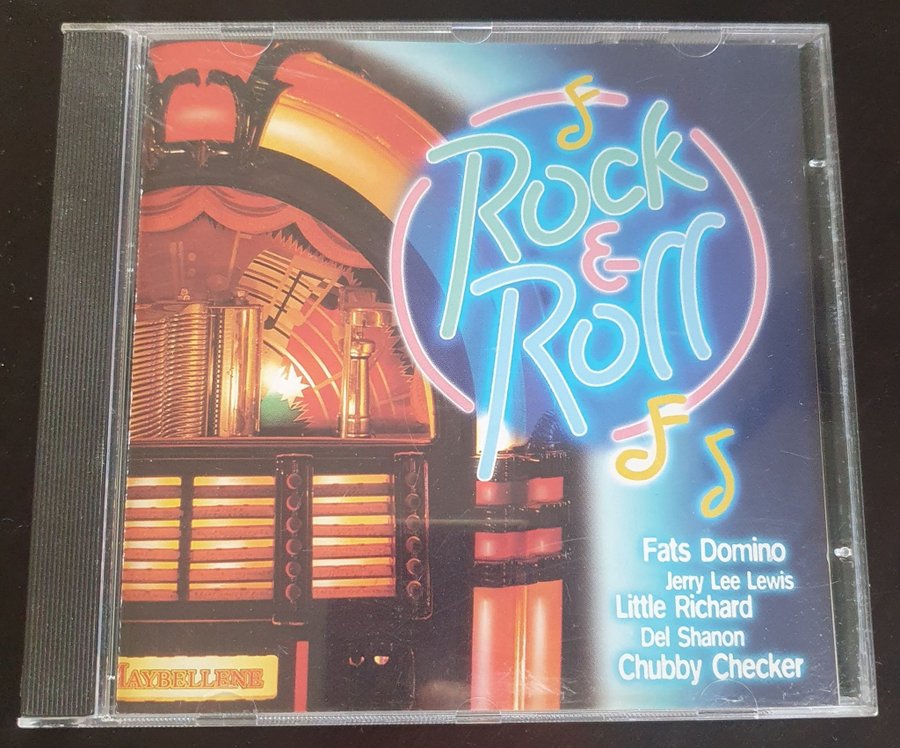 Rock
&
Roll
Fats Domino
Jerry Lee Lewis
Little Richard
Del Shanon
Chubby Checker
MAYBELLENE